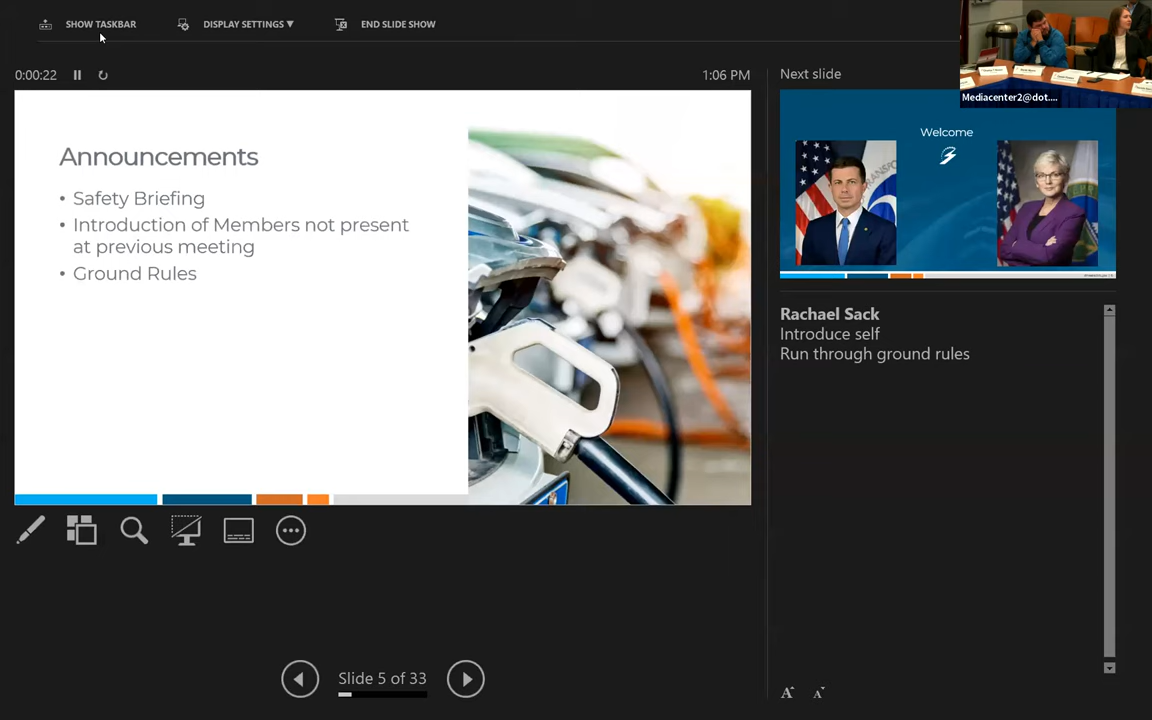 SHOW TASKBAR
DISPLAY SETTINGS ▼
END SLIDE SHOW
Mediacenter2@dot....
0:00:22
1:06 PM
Next slide
Announcements
• Safety Briefing
• Introduction of Members not present
at previous meeting
• Ground Rules
Welcome
Rachael Sack
Introduce self
Run through ground rules
Slide 5 of 33
A
A